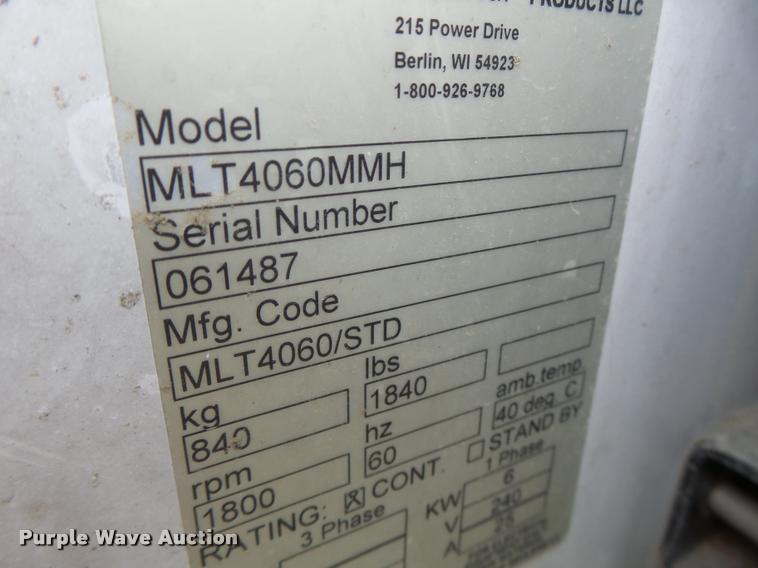 PRODUCTS LLC
215 Power Drive
Berlin, WI 54923
1-800-926-9768
Model
MLT4060MMH
Serial Number
061487
Mfg. Code
MLT4060/STD
kg lbs amb.temp.
840 1840 40 deg. C
rpm hz STAND BY
1800 60
RATING: CONT.
3 Phase 1 Phase
KW 6
V 240
A 25
Purple Wave Auction